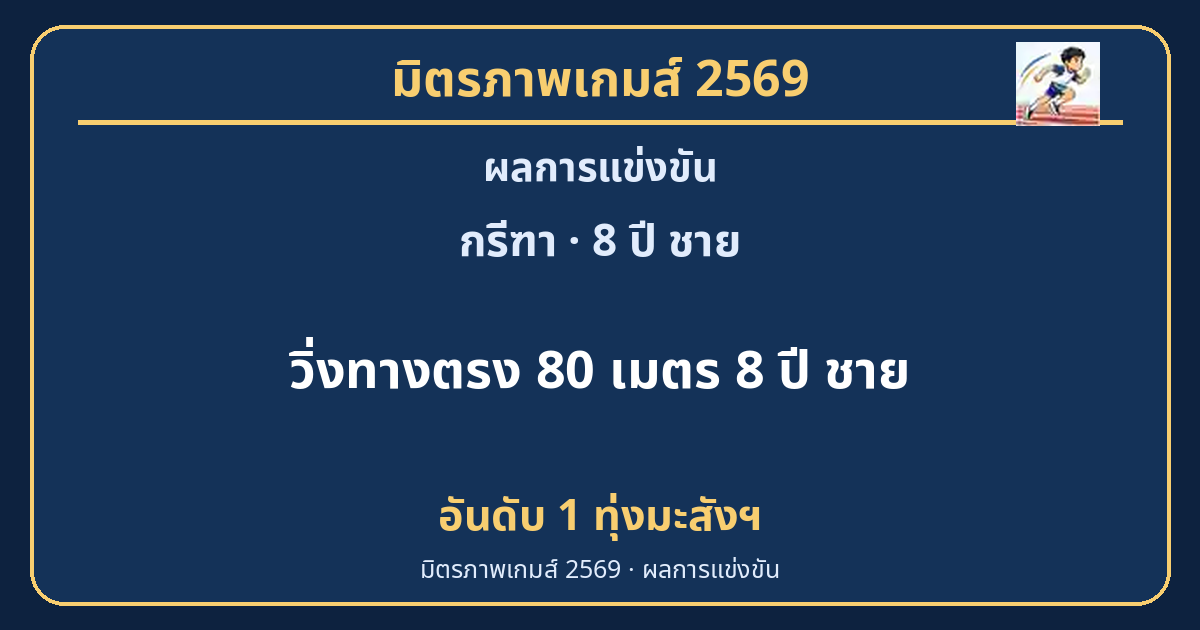 มิตรภาพเกมส์ 2569
ผลการแข่งขัน
กรีฑา · 8 ปี ชาย
วิ่งทางตรง 80 เมตร 8 ปี ชาย
อันดับ 1 ทุ่งมะสังฯ
มิตรภาพเกมส์ 2569 · ผลการแข่งขัน